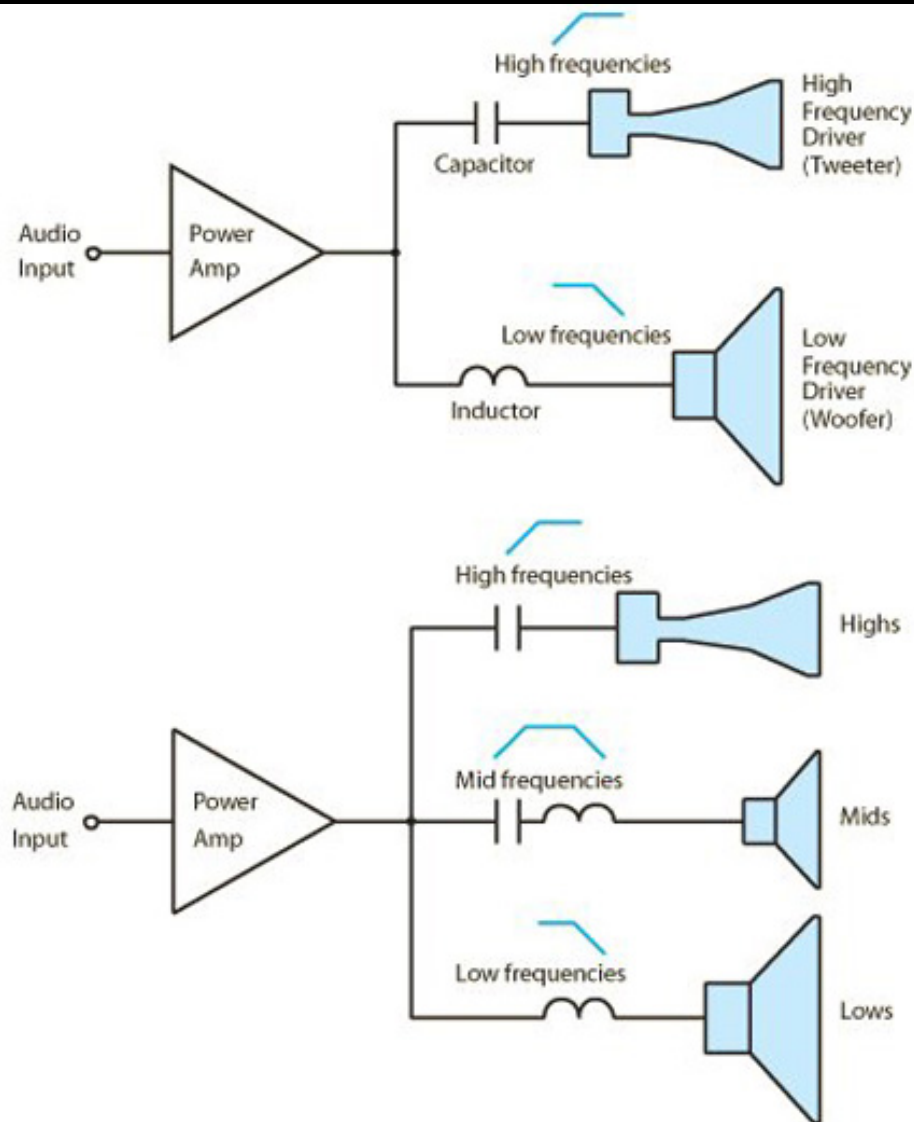 High frequencies
High
Frequency
Driver
(Tweeter)
Capacitor
Audio
Input
Power
Amp
Low frequencies
Low
Frequency
Driver
(Woofer)
Inductor
High frequencies
Highs
Mid frequencies
Audio
Input
Power
Amp
Mids
Low frequencies
Lows